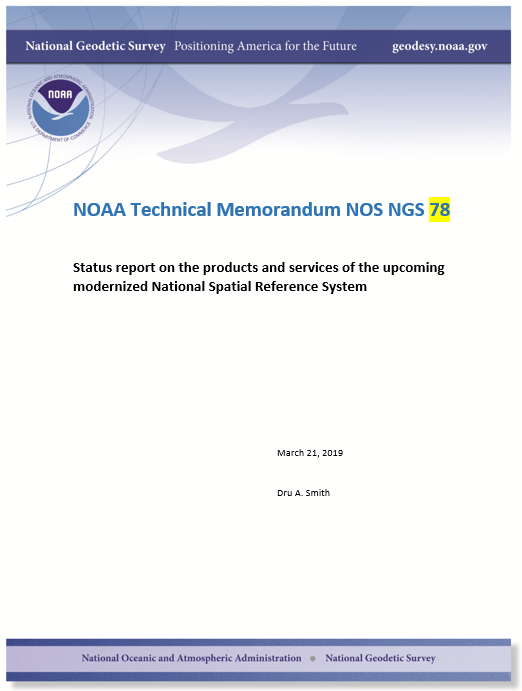 National Geodetic Survey Positioning America for the Future geodesy.noaa.gov
NATIONAL OCEANIC AND ATMOSPHERIC ADMINISTRATION
NOAA
U.S. DEPARTMENT OF COMMERCE
NOAA Technical Memorandum NOS NGS 78
Status report on the products and services of the upcoming
modernized National Spatial Reference System
March 21, 2019
Dru A. Smith
National Oceanic and Atmospheric Administration ● National Geodetic Survey